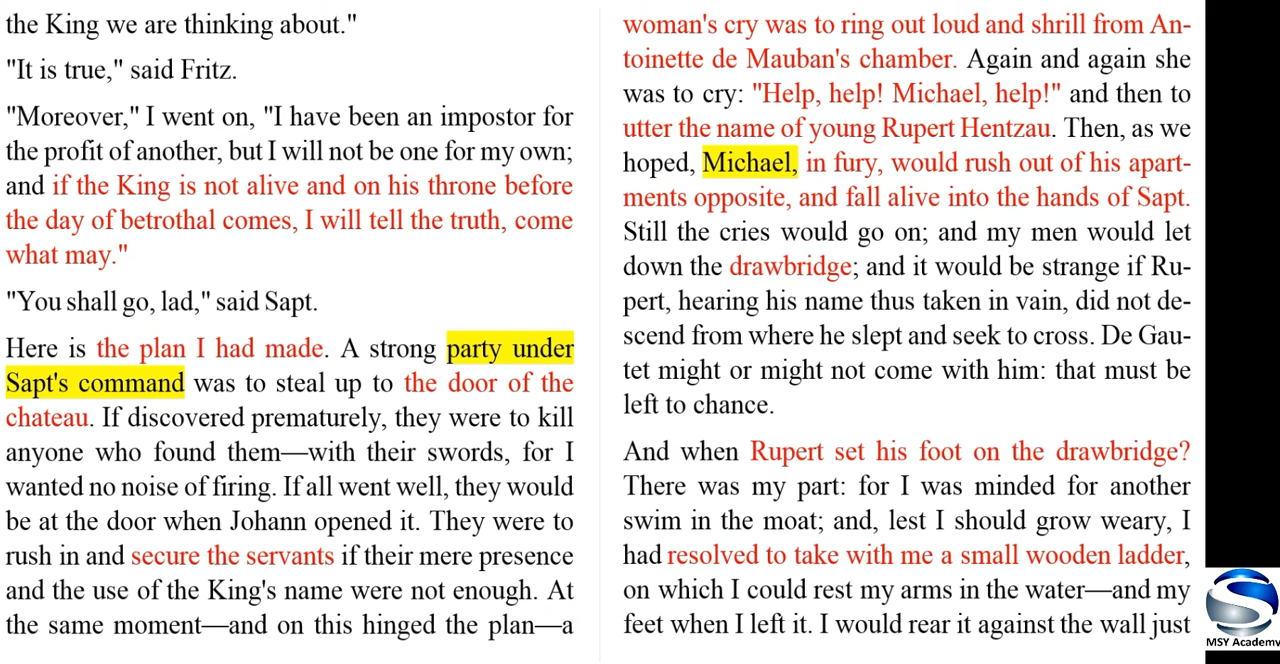 the King we are thinking about."
"It is true," said Fritz.
"Moreover," I went on, "I have been an impostor for
the profit of another, but I will not be one for my own;
and if the King is not alive and on his throne before
the day of betrothal comes, I will tell the truth, come
what may."
"You shall go, lad," said Sapt.
Here is the plan I had made. A strong party under
Sapt's command was to steal up to the door of the
chateau. If discovered prematurely, they were to kill
anyone who found them—with their swords, for I
wanted no noise of firing. If all went well, they would
be at the door when Johann opened it. They were to
rush in and secure the servants if their mere presence
and the use of the King's name were not enough. At
the same moment—and on this hinged the plan—a
woman's cry was to ring out loud and shrill from An-
toinette de Mauban's chamber. Again and again she
was to cry: "Help, help! Michael, help!" and then to
utter the name of young Rupert Hentzau. Then, as we
hoped, Michael, in fury, would rush out of his apart-
ments opposite, and fall alive into the hands of Sapt.
Still the cries would go on; and my men would let
down the drawbridge; and it would be strange if Ru-
pert, hearing his name thus taken in vain, did not de-
scend from where he slept and seek to cross. De Gau-
tet might or might not come with him: that must be
left to chance.
And when Rupert set his foot on the drawbridge?
There was my part: for I was minded for another
swim in the moat; and, lest I should grow weary, I
had resolved to take with me a small wooden ladder,
on which I could rest my arms in the water—and my
feet when I left it. I would rear it against the wall just
MSY Academy